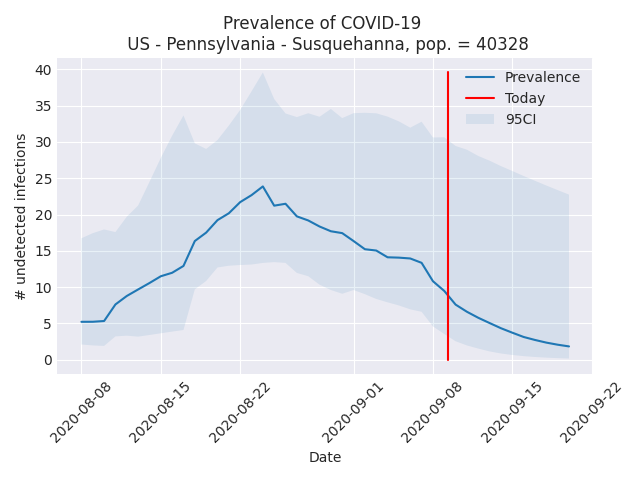 Prevalence of COVID-19
US - Pennsylvania - Susquehanna, pop. = 40328
# undetected infections
40
35
30
25
20
15
10
5
0
Prevalence
Today
95CI
2020-08-08
2020-08-15
2020-08-22
2020-09-01
2020-09-08
2020-09-15
2020-09-22
Date